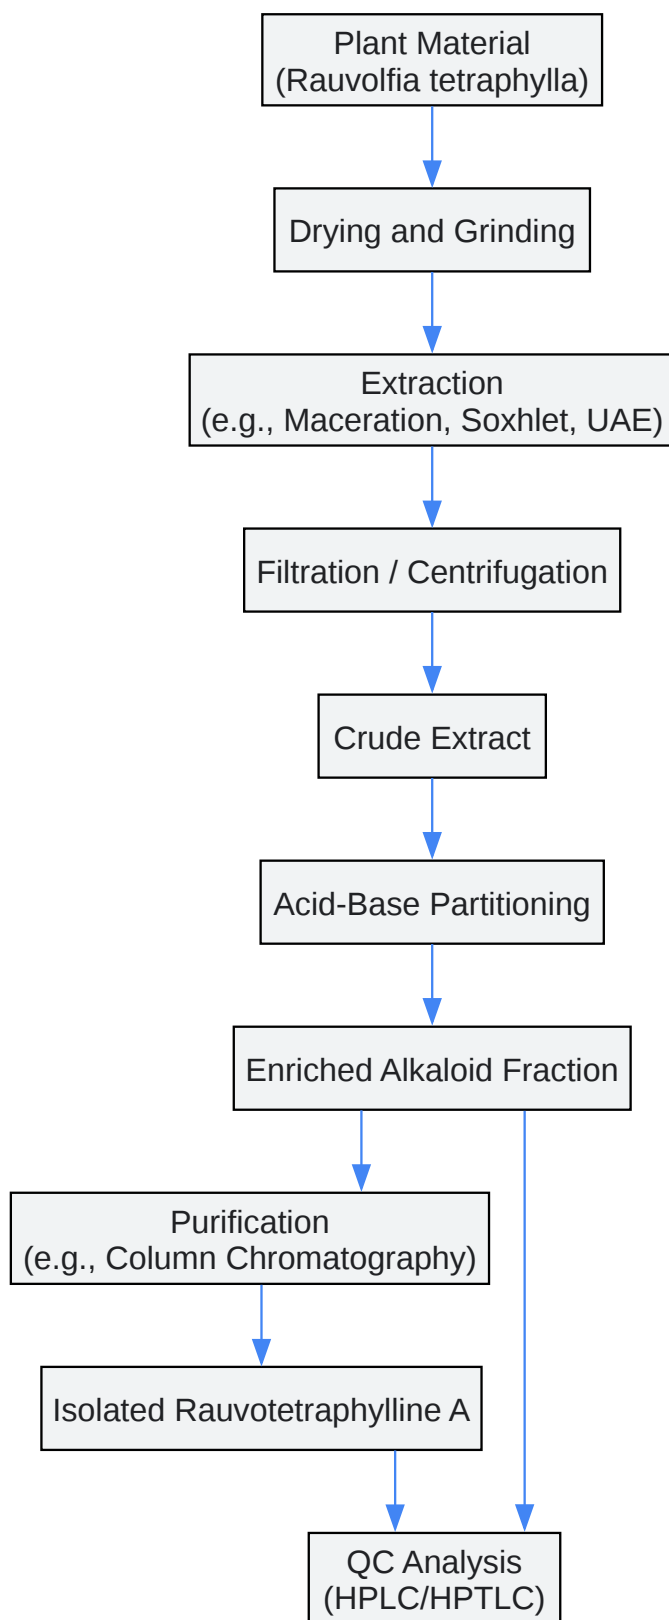 Plant Material
(Rauvolfia tetraphylla)
Drying and Grinding
Extraction
(e.g., Maceration, Soxhlet, UAE)
Filtration / Centrifugation
Crude Extract
Acid-Base Partitioning
Enriched Alkaloid Fraction
Purification
(e.g., Column Chromatography)
Isolated Rauvotetraphylline A
QC Analysis
(HPLC/HPTLC)